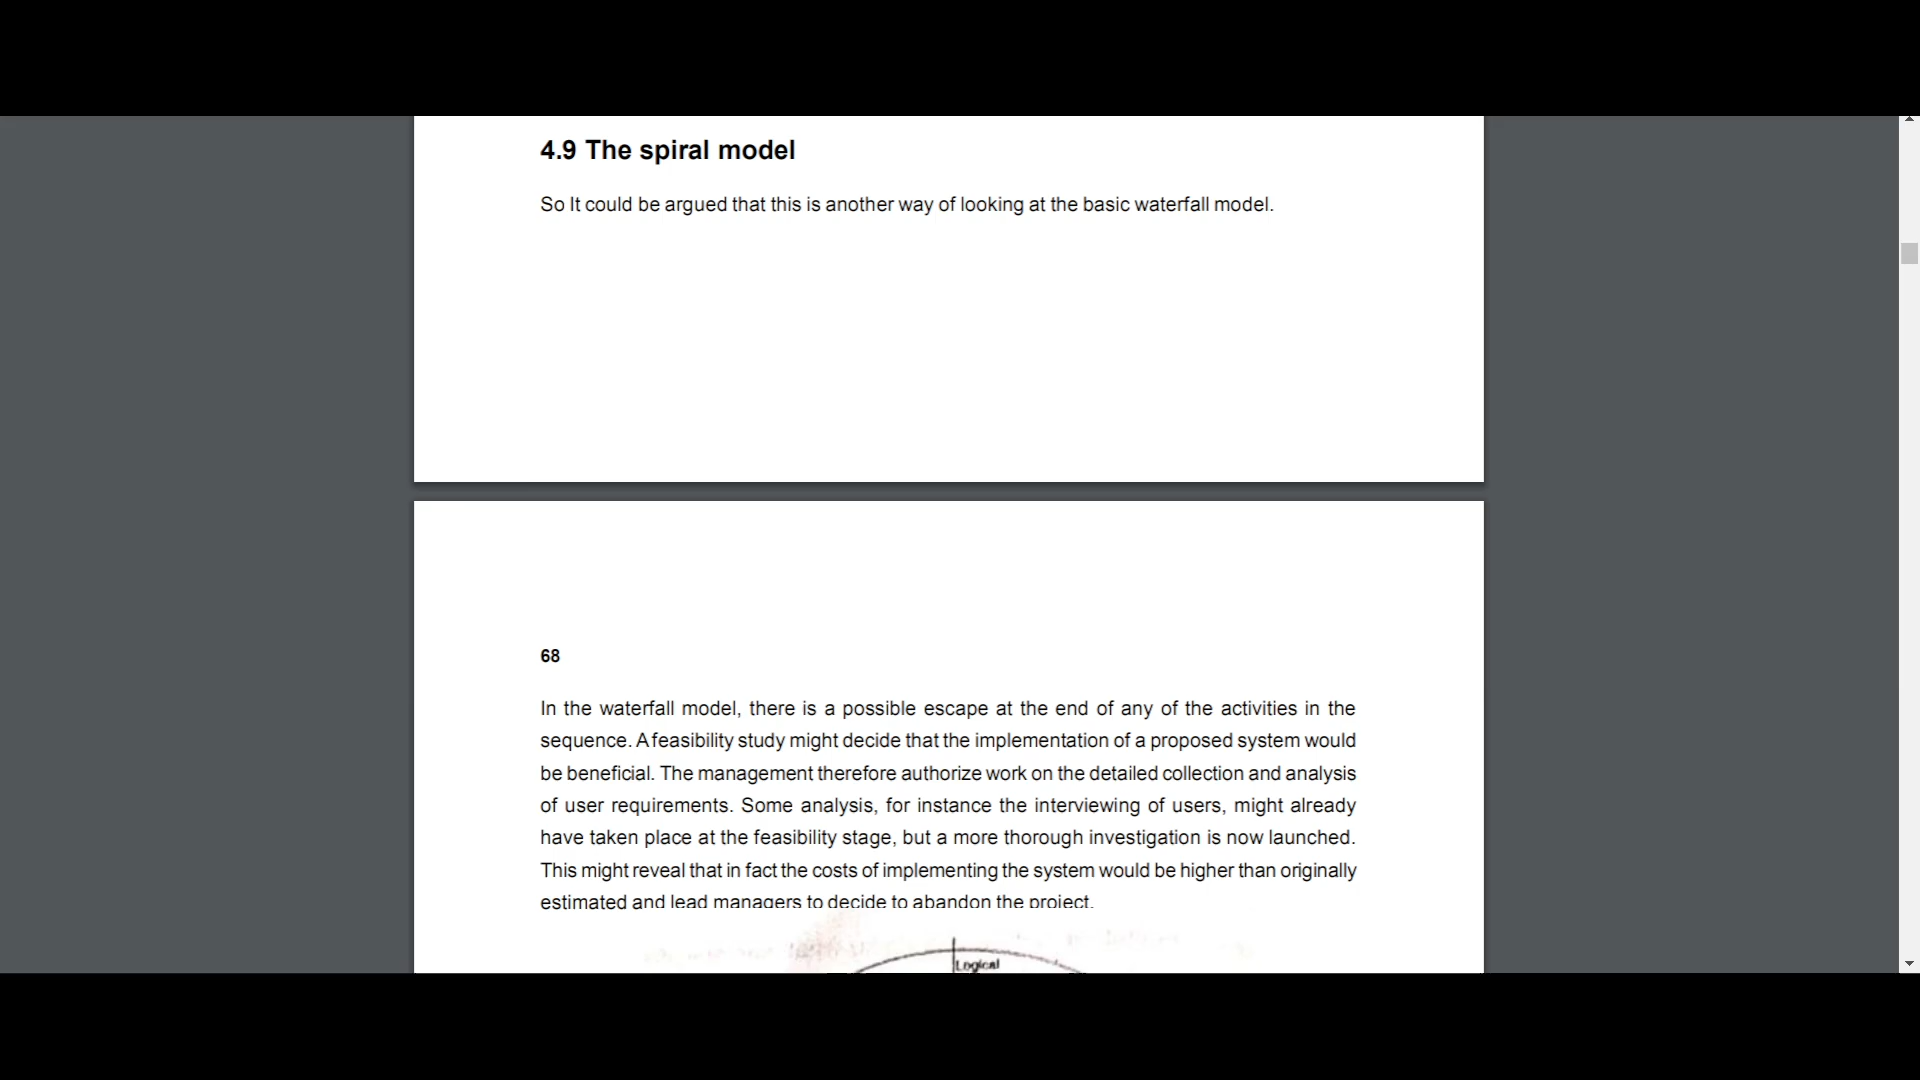 4.9 The spiral model
So It could be argued that this is another way of looking at the basic waterfall model.
68
In the waterfall model, there is a possible escape at the end of any of the activities in the
sequence. A feasibility study might decide that the implementation of a proposed system would
be beneficial. The management therefore authorize work on the detailed collection and analysis
of user requirements. Some analysis, for instance the interviewing of users, might already
have taken place at the feasibility stage, but a more thorough investigation is now launched.
This might reveal that in fact the costs of implementing the system would be higher than originally
estimated and lead managers to decide to abandon the project.
Logical